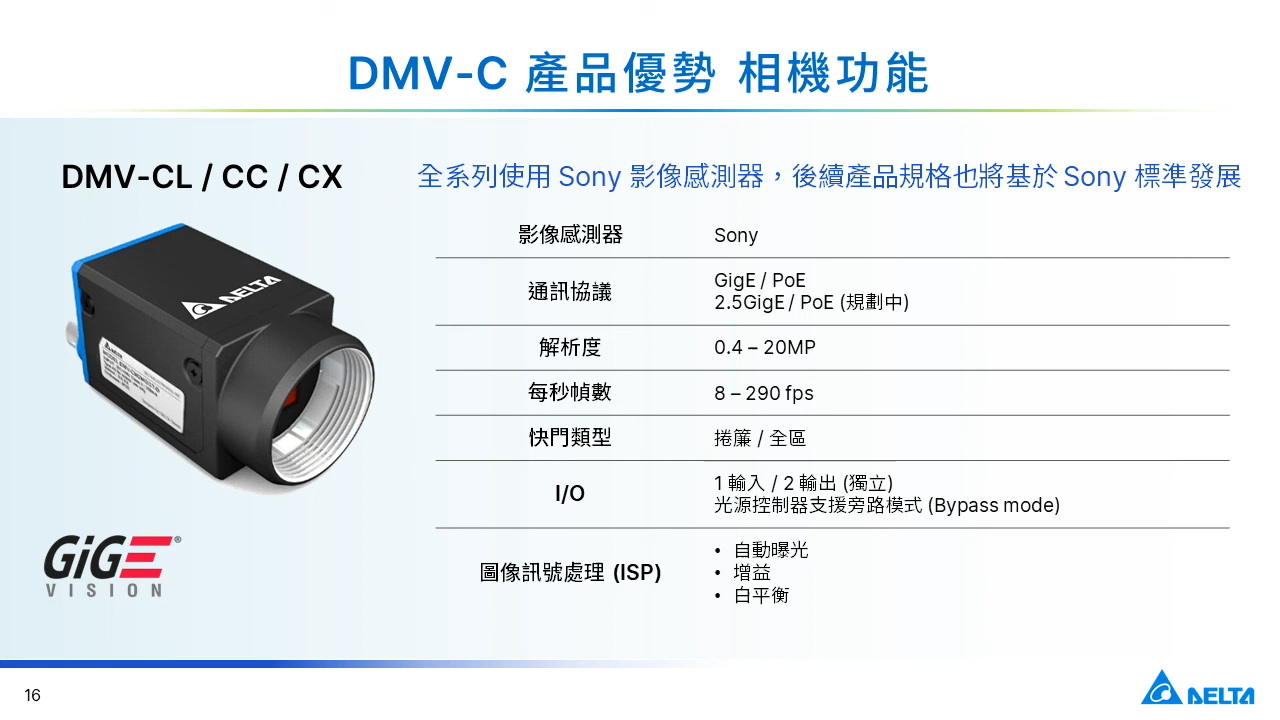 DMV-C 產品優勢 相機功能
DMV-CL / CC / CX
全系列使用 Sony 影像感測器，後續產品規格也將基於 Sony 標準發展
影像感測器 Sony
通訊協議 GigE / PoE
2.5GigE / PoE (規劃中)
解析度 0.4 – 20MP
每秒幀數 8 – 290 fps
快門類型 捲簾 / 全區
I/O 1 輸入 / 2 輸出 (獨立)
光源控制器支援旁路模式 (Bypass mode)
圖像訊號處理 (ISP)
• 自動曝光
• 增益
• 白平衡
DELTA
GiGE®
VISION
16
DELTA